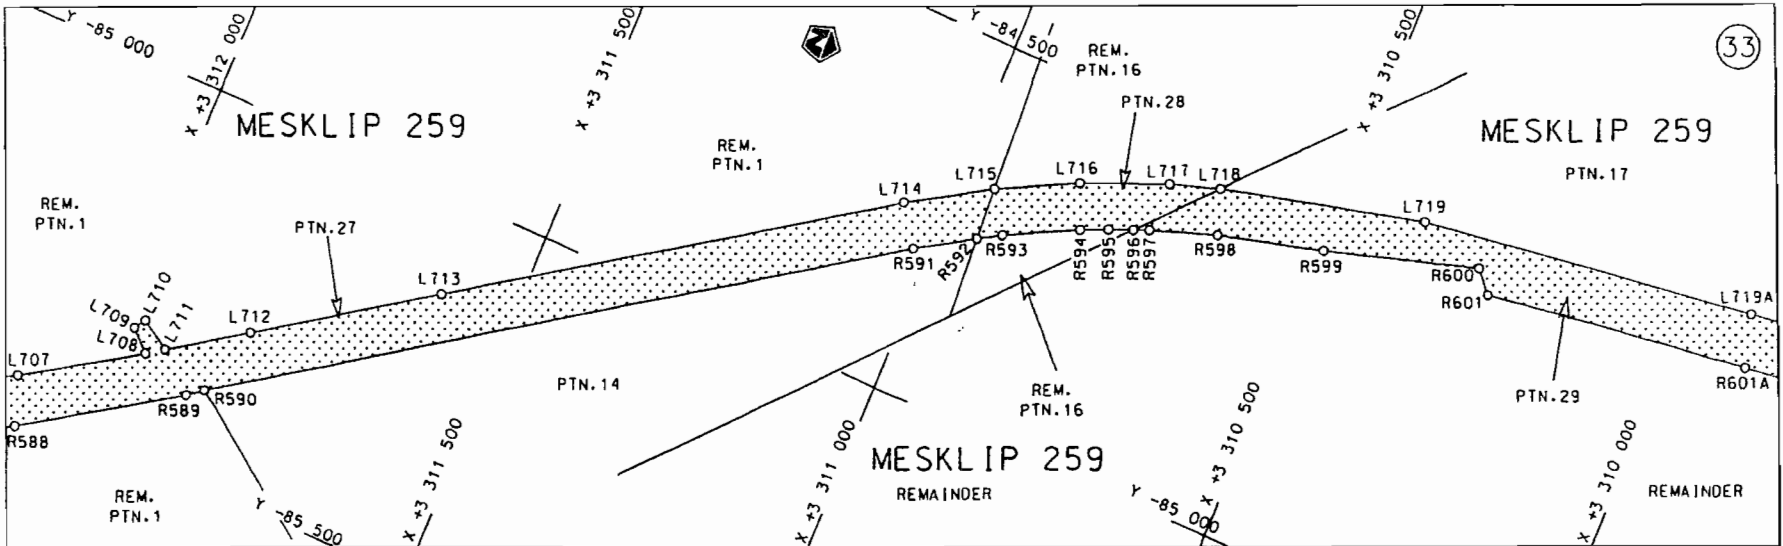 Y -85 000
X +3 312 000
X +3 311 500
Y -84 500
REM.
PTN.16
X +3 310 500
33
MESKLIP 259
PTN.28
MESKLIP 259
REM.
PTN.1
PTN.17
REM.
PTN.1
PTN.27
L714
L715
L716
L717
L718
L719
R591
R592
R593
R594
R595
R596
R597
R598
R599
R600
R601
L709
L710
L711
L708
L712
L713
L719A
L707
PTN.14
R589
R590
R588
REM.
PTN.16
PTN.29
R601A
X +3 311 500
X +3 311 000
MESKLIP 259
REMAINDER
X +3 310 500
X +3 310 000
REMAINDER
REM.
PTN.1
Y -85 500
Y -85 000